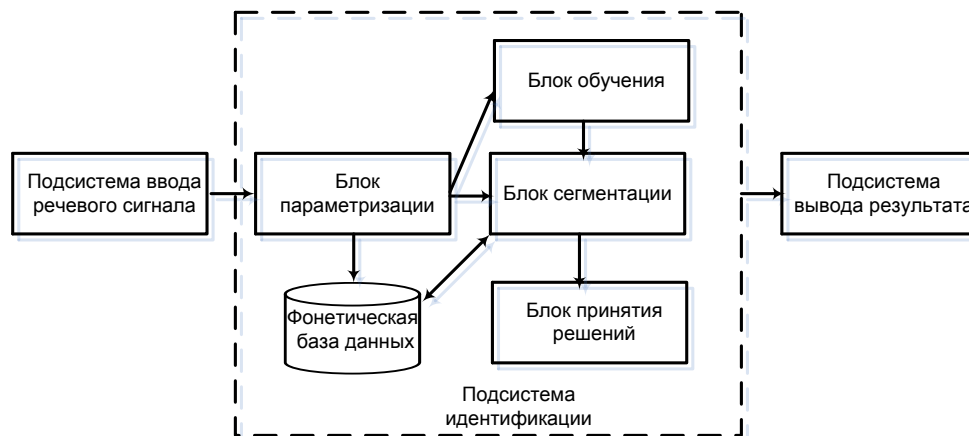 Блок обучения
Подсистема ввода
речевого сигнала
Блок
параметризации
Блок сегментации
Подсистема
вывода результата
Фонетическая
база данных
Блок принятия
решений
Подсистема
идентификации